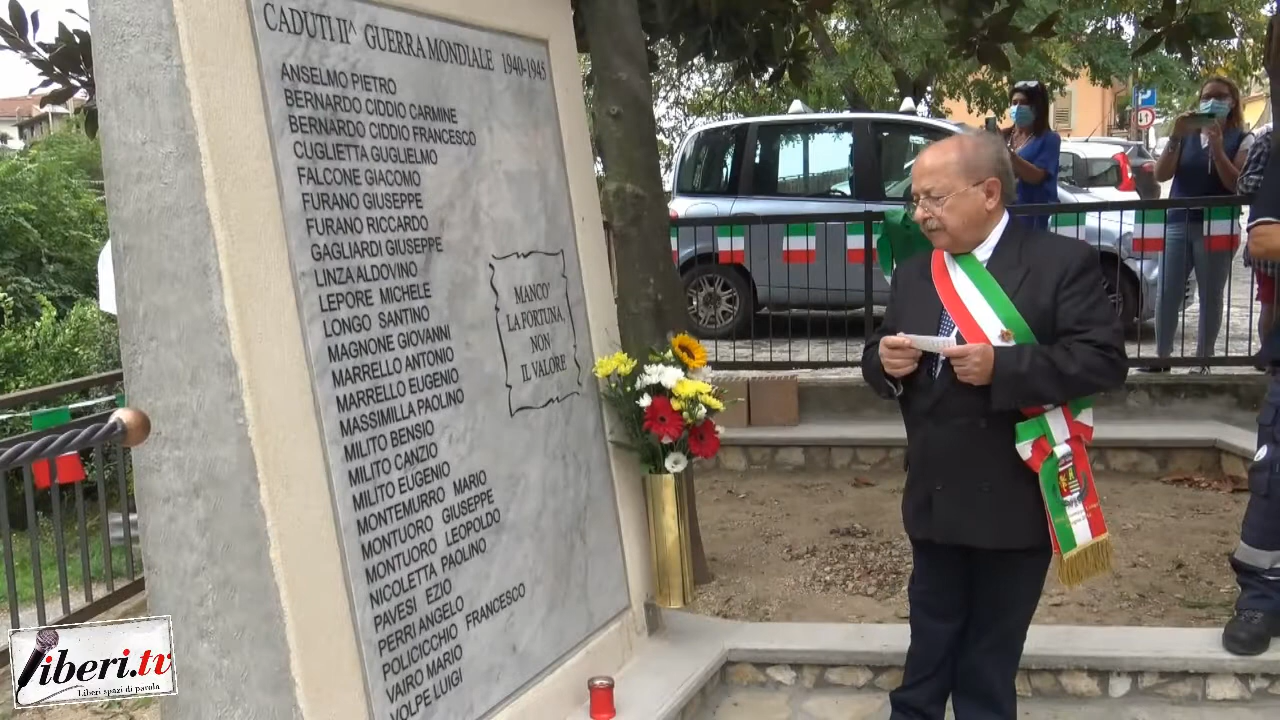 CADUTI II^ GUERRA MONDIALE 1940-1945
ANSELMO PIETRO
BERNARDO CIDDIO CARMINE
BERNARDO CIDDIO FRANCESCO
CUGLIETTA GUGLIELMO
FALCONE GIACOMO
FURANO GIUSEPPE
FURANO RICCARDO
GAGLIARDI GIUSEPPE
LINZA ALDOVINO
LEPORE MICHELE
LONGO SANTINO
MAGNONE GIOVANNI
MARRELLO ANTONIO
MARRELLO EUGENIO
MASSIMILLA PAOLINO
MILITO BENSIO
MILITO CANZIO
MILITO EUGENIO
MONTEMURRO MARIO
MONTUORO GIUSEPPE
MONTUORO LEOPOLDO
NICOLETTA PAOLINO
PAVESI EZIO
PERRI ANGELO
POLICICCHIO FRANCESCO
VAIRO MARIO
VOLPE LUIGI
MANCO'
LA FORTUNA,
NON
IL VALORE
P
liberi.tv
Liberi spazi di parola